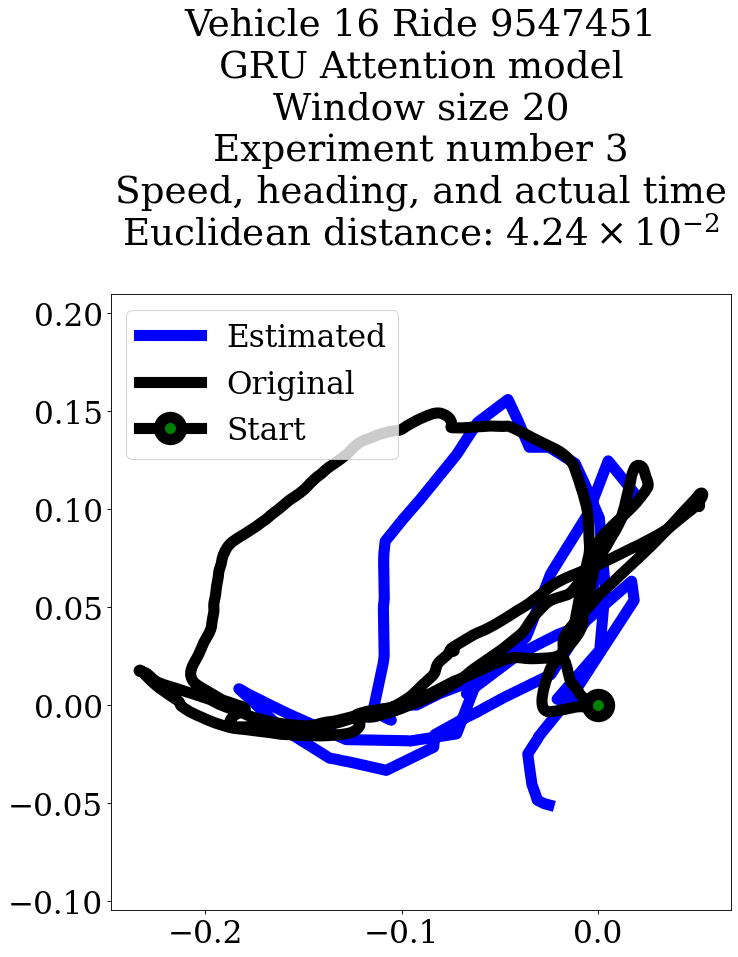 Vehicle 16 Ride 9547451
GRU Attention model
Window size 20
Experiment number 3
Speed, heading, and actual time
Euclidean distance: 4.24 × 10⁻²
0.20
0.15
0.10
0.05
0.00
−0.05
−0.10
Estimated
Original
Start
−0.2
−0.1
0.0